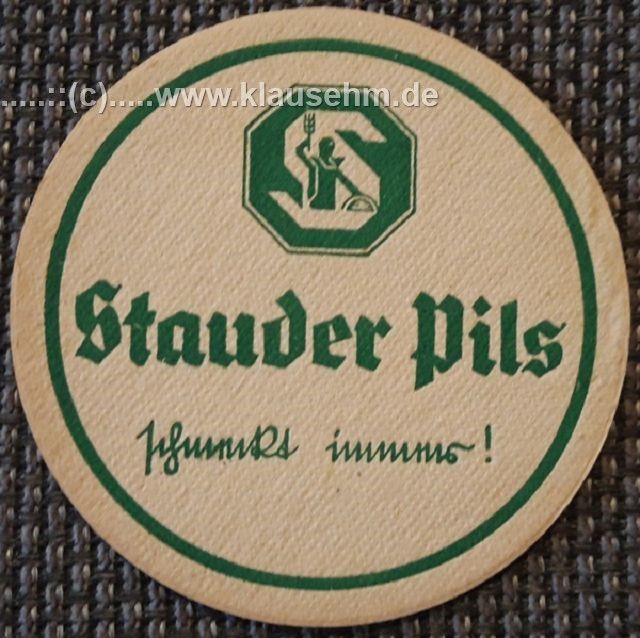 .....::(c).....www.klausehm.de
S
Stauder Pils
schmeckt immer!